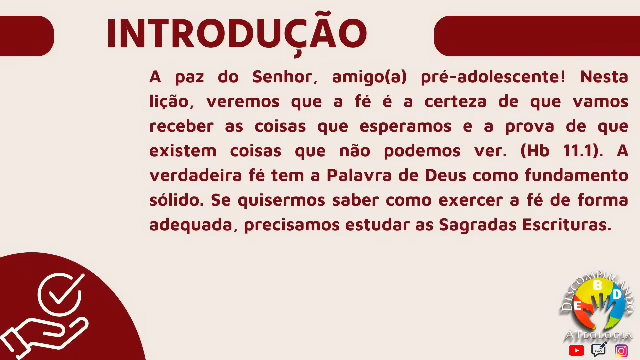 INTRODUÇÃO
A paz do Senhor, amigo(a) pré-adolescente! Nesta
lição, veremos que a fé é a certeza de que vamos
receber as coisas que esperamos e a prova de que
existem coisas que não podemos ver. (Hb 11.1). A
verdadeira fé tem a Palavra de Deus como fundamento
sólido. Se quisermos saber como exercer a fé de forma
adequada, precisamos estudar as Sagradas Escrituras.
DESCOMPLICANDO
EBD
A TEOLOGIA